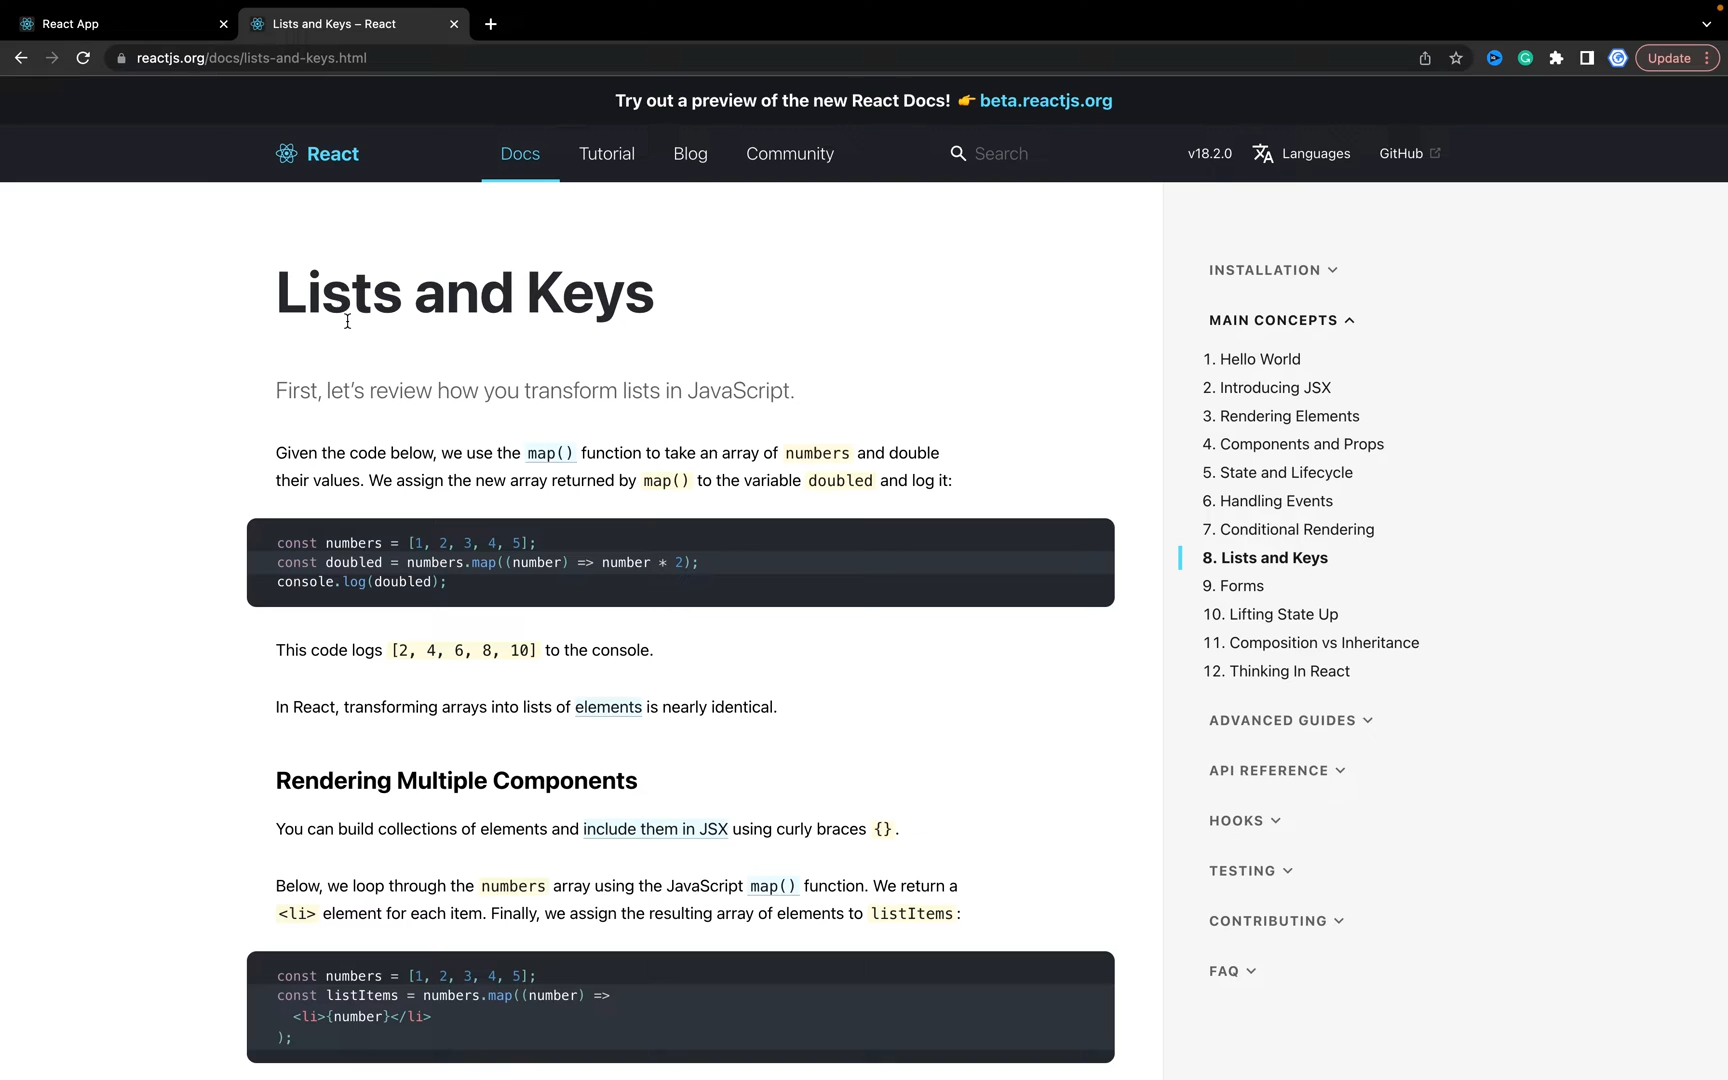 React App
Lists and Keys – React
reactjs.org/docs/lists-and-keys.html
Update
Try out a preview of the new React Docs! 👉 beta.reactjs.org
React
Docs
Tutorial
Blog
Community
Search
v18.2.0
Languages
GitHub
Lists and Keys
First, let’s review how you transform lists in JavaScript.
Given the code below, we use the map() function to take an array of numbers and double
their values. We assign the new array returned by map() to the variable doubled and log it:
const numbers = [1, 2, 3, 4, 5];
const doubled = numbers.map((number) => number * 2);
console.log(doubled);
This code logs [2, 4, 6, 8, 10] to the console.
In React, transforming arrays into lists of elements is nearly identical.
Rendering Multiple Components
You can build collections of elements and include them in JSX using curly braces {}.
Below, we loop through the numbers array using the JavaScript map() function. We return a
<li> element for each item. Finally, we assign the resulting array of elements to listItems:
const numbers = [1, 2, 3, 4, 5];
const listItems = numbers.map((number) =>
  <li>{number}</li>
);
INSTALLATION
MAIN CONCEPTS
1. Hello World
2. Introducing JSX
3. Rendering Elements
4. Components and Props
5. State and Lifecycle
6. Handling Events
7. Conditional Rendering
8. Lists and Keys
9. Forms
10. Lifting State Up
11. Composition vs Inheritance
12. Thinking In React
ADVANCED GUIDES
API REFERENCE
HOOKS
TESTING
CONTRIBUTING
FAQ